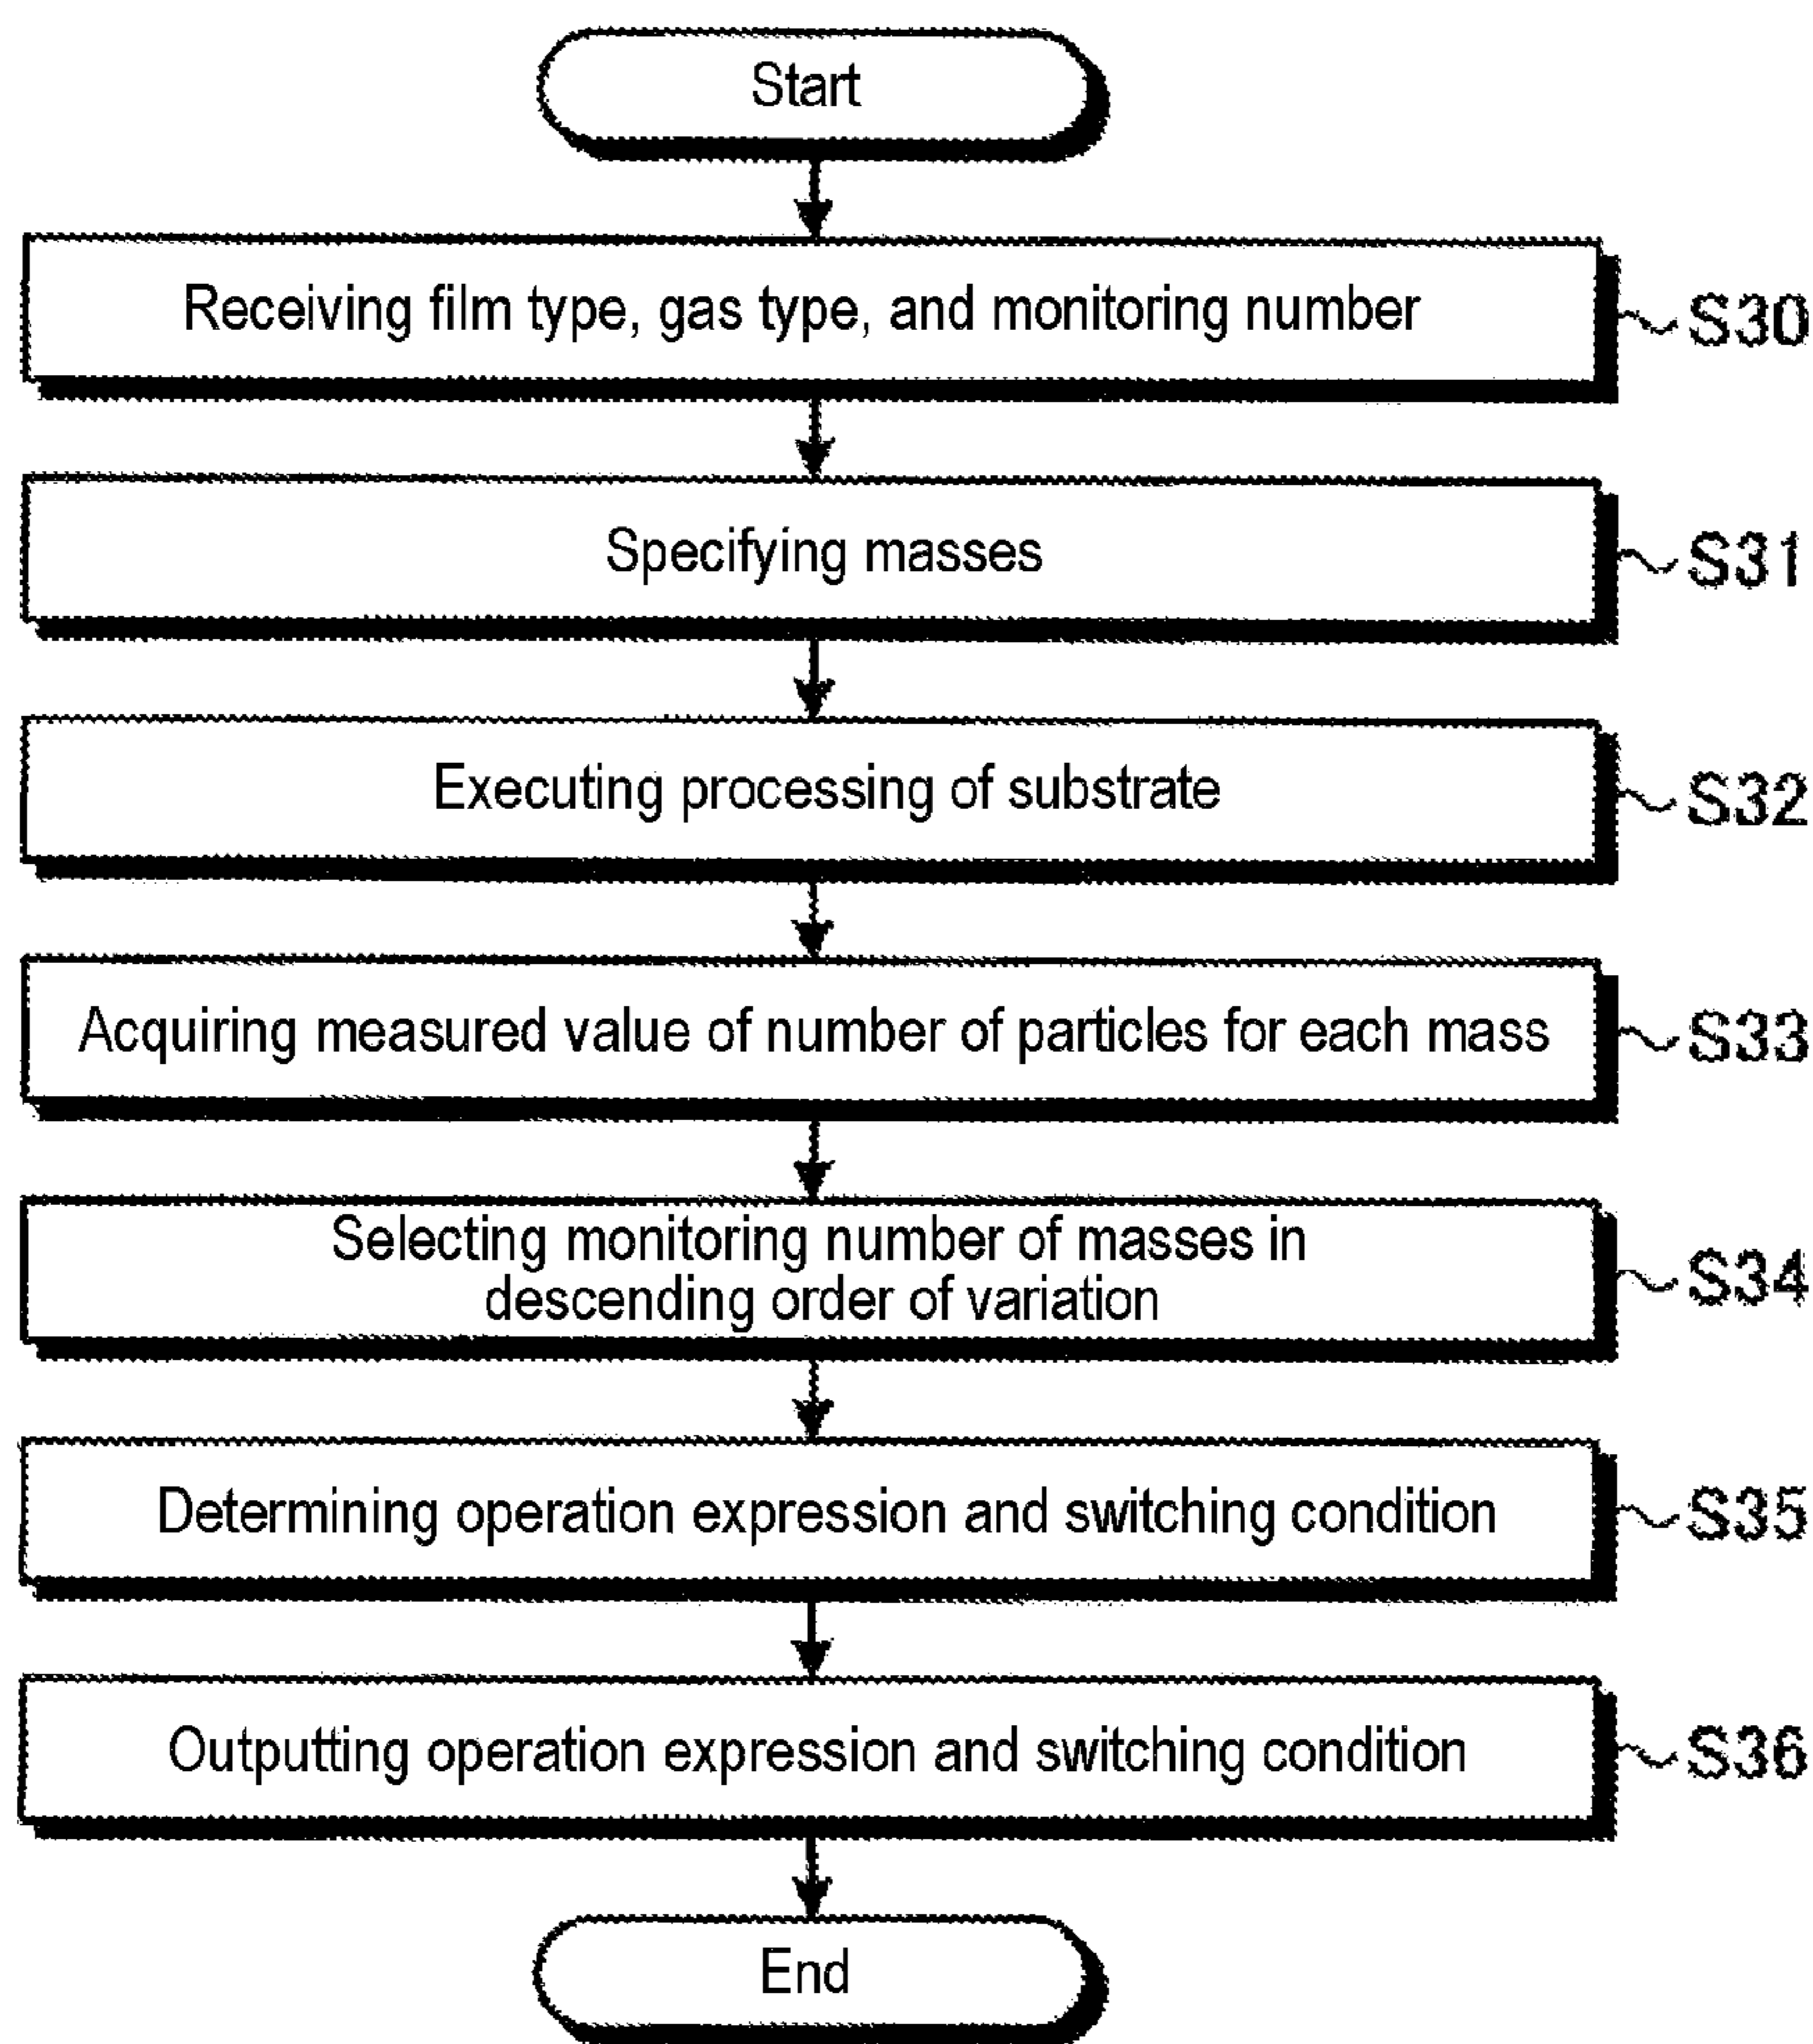 Start
Receiving film type, gas type, and monitoring number
S30
Specifying masses
S31
Executing processing of substrate
S32
Acquiring measured value of number of particles for each mass
S33
Selecting monitoring number of masses in
descending order of variation
S34
Determining operation expression and switching condition
S35
Outputting operation expression and switching condition
S36
End